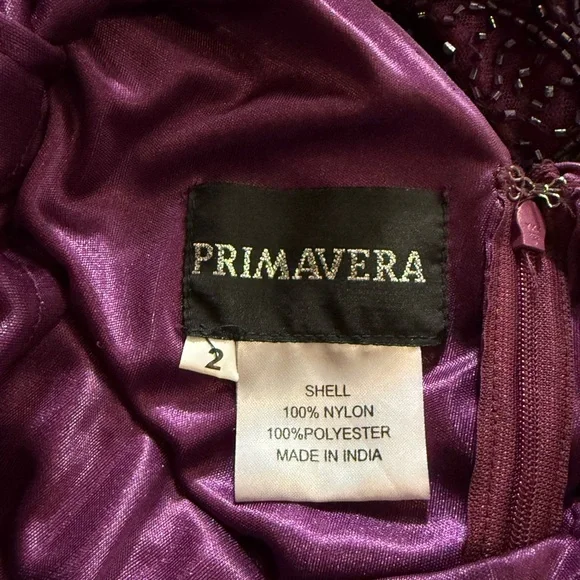 PRIMAVERA
2
SHELL
100% NYLON
100%POLYESTER
MADE IN INDIA